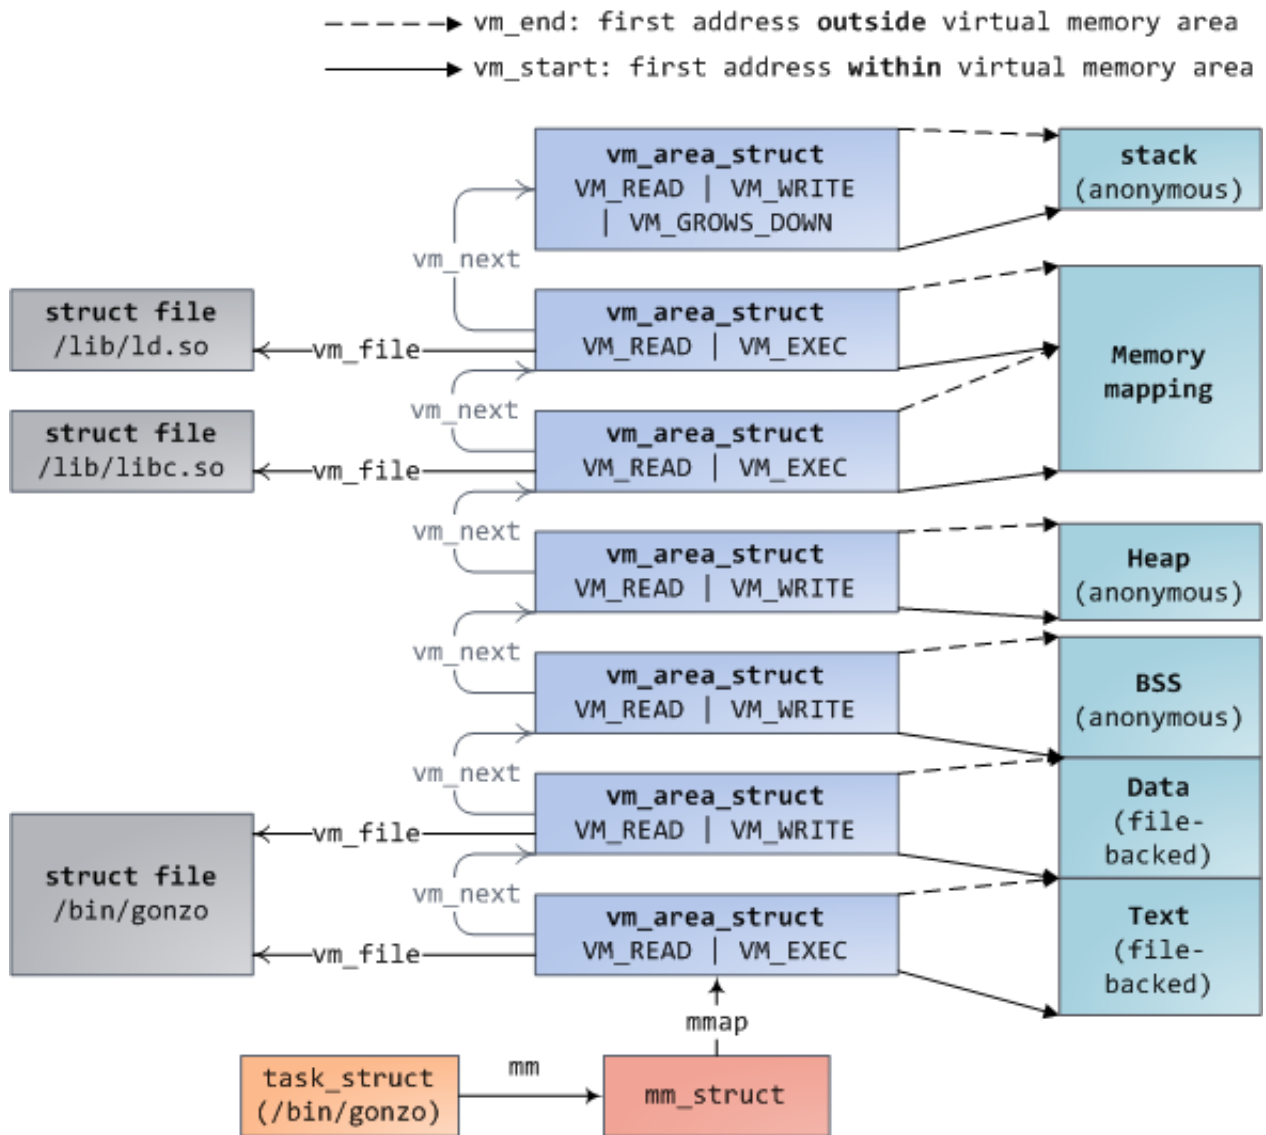 vm_end: first address outside virtual memory area
vm_start: first address within virtual memory area
vm_area_struct
VM_READ | VM_WRITE
| VM_GROWS_DOWN
stack
(anonymous)
vm_next
struct file
/lib/ld.so
vm_file
vm_area_struct
VM_READ | VM_EXEC
Memory
mapping
vm_next
struct file
/lib/libc.so
vm_file
vm_area_struct
VM_READ | VM_EXEC
vm_next
vm_area_struct
VM_READ | VM_WRITE
Heap
(anonymous)
vm_next
vm_area_struct
VM_READ | VM_WRITE
BSS
(anonymous)
vm_next
vm_area_struct
VM_READ | VM_WRITE
Data
(file-
backed)
vm_file
struct file
/bin/gonzo
vm_next
vm_area_struct
VM_READ | VM_EXEC
vm_file
Text
(file-
backed)
mmap
task_struct
(/bin/gonzo)
mm
mm_struct